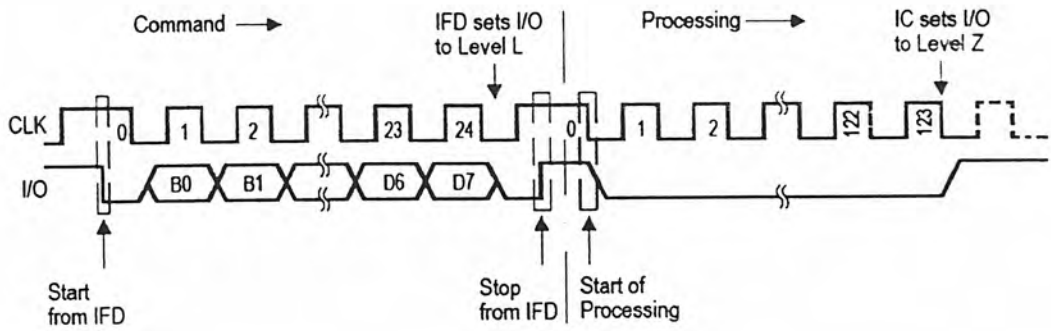 Command
IFD sets I/O
to Level L
Processing
IC sets I/O
to Level Z
CLK
0
1
2
23
24
0
1
2
122
123
I/O
B0
B1
D6
D7
Start
from IFD
Stop
from IFD
Start of
Processing